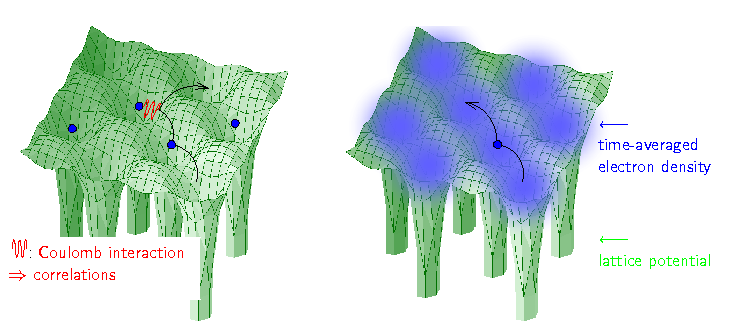 : Coulomb interaction
⇒ correlations
←
time-averaged
electron density
←
lattice potential